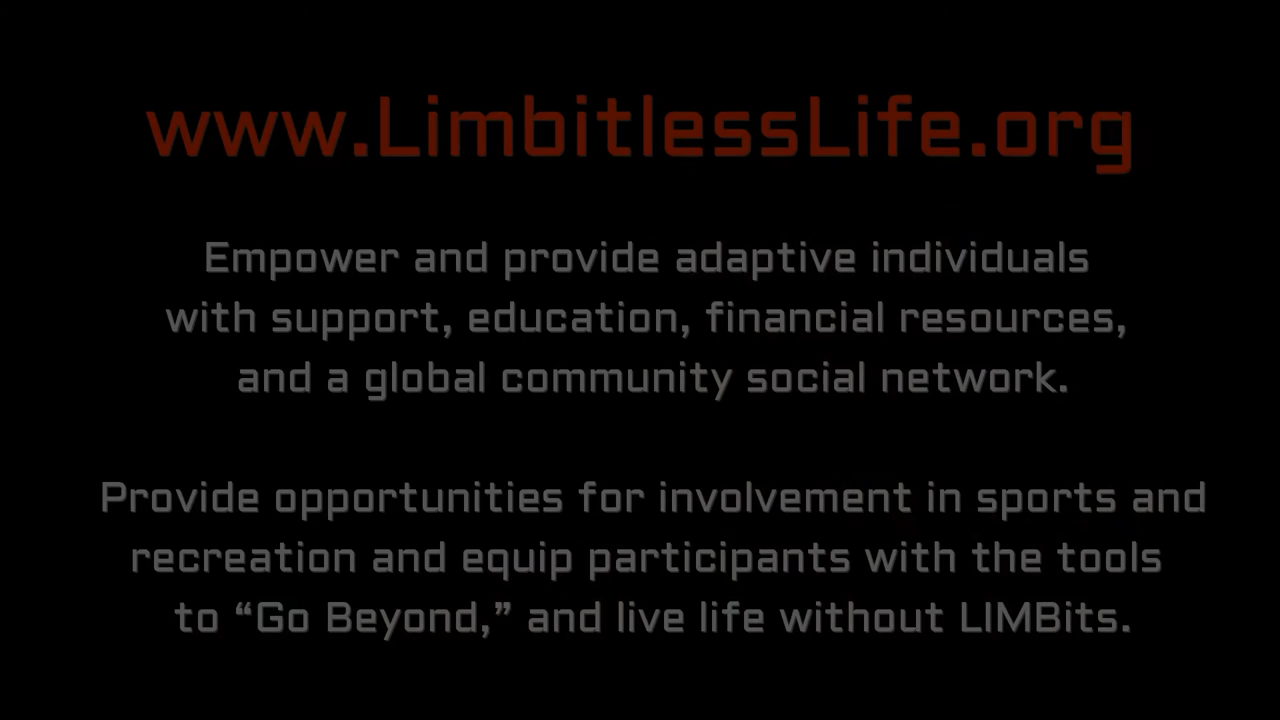 www.LimbitlessLife.org
Empower and provide adaptive individuals
with support, education, financial resources,
and a global community social network.
Provide opportunities for involvement in sports and
recreation and equip participants with the tools
to “Go Beyond,” and live life without LIMBits.